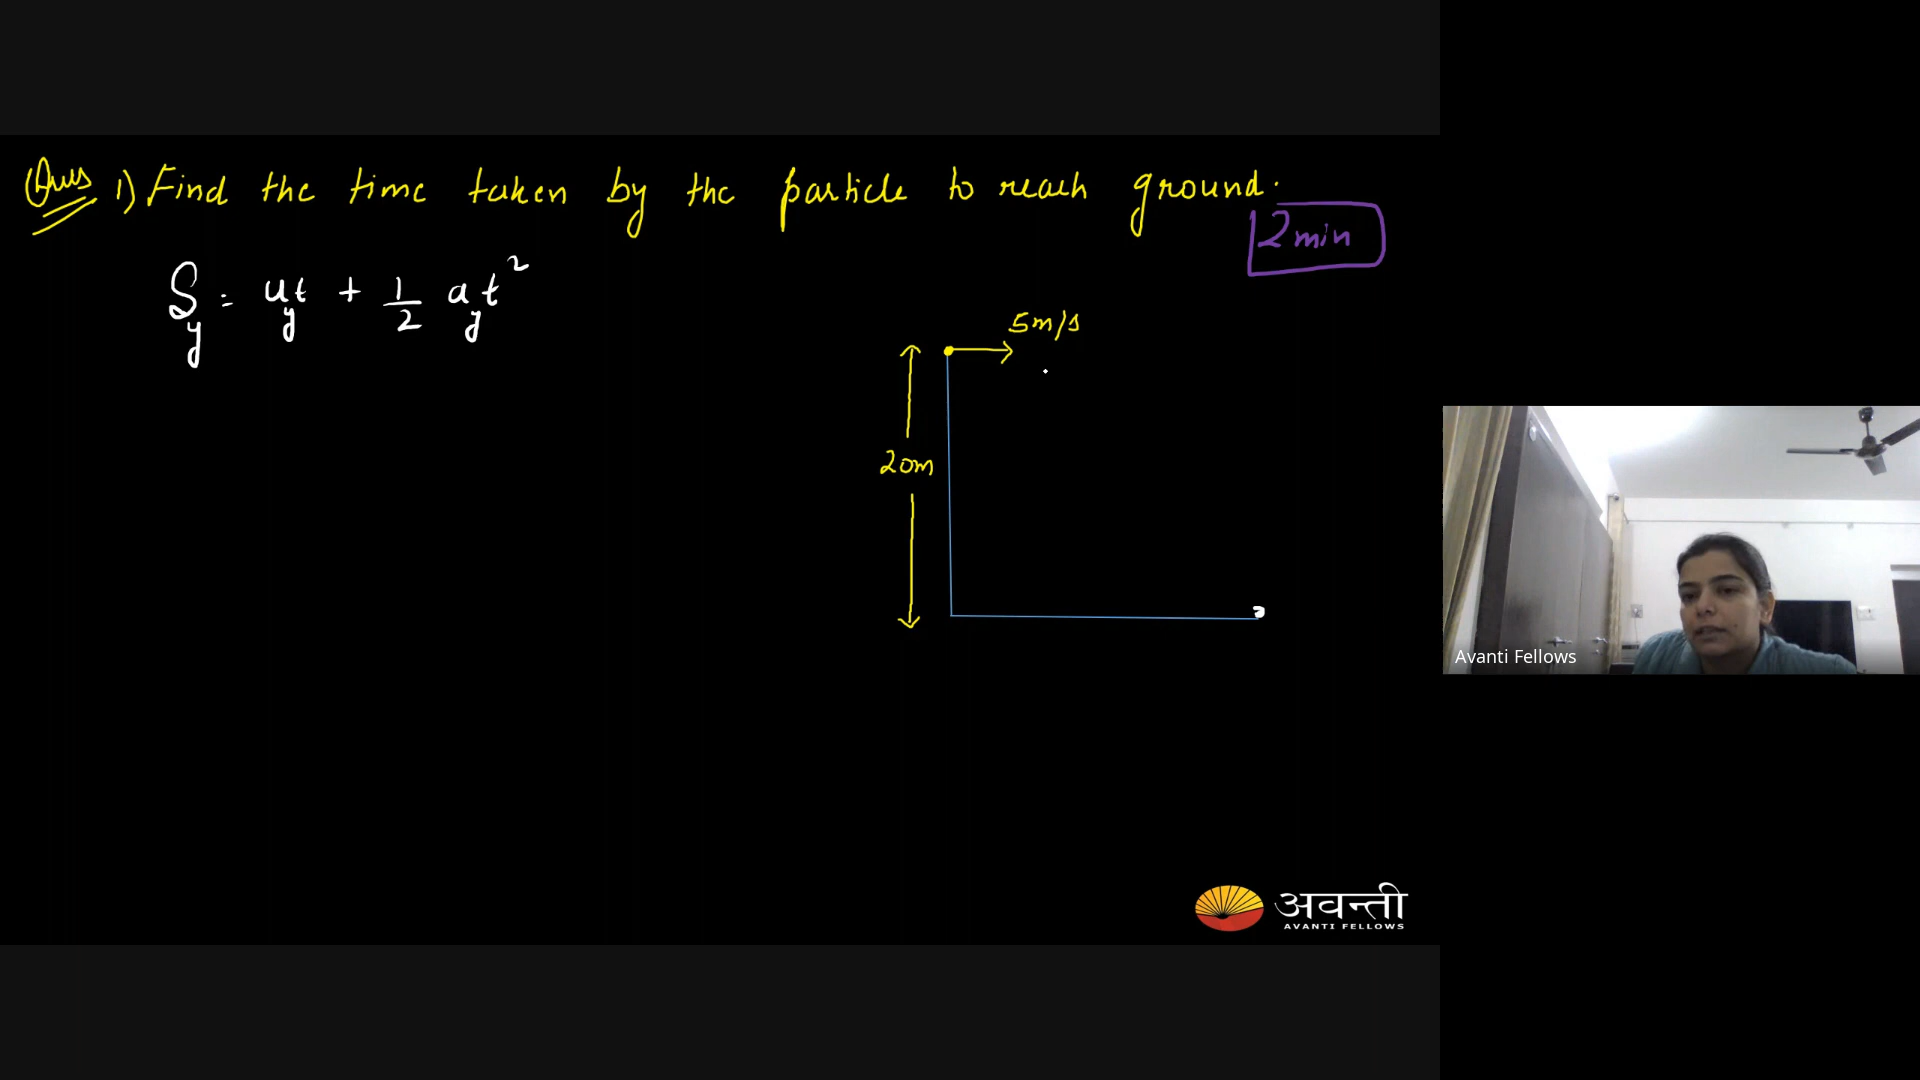 Ques 1) Find the time taken by the particle to reach ground.
2 min
Sy = uyt + 1/2 ayt²
5m/s
20m
Avanti Fellows
अवन्ती
AVANTI FELLOWS